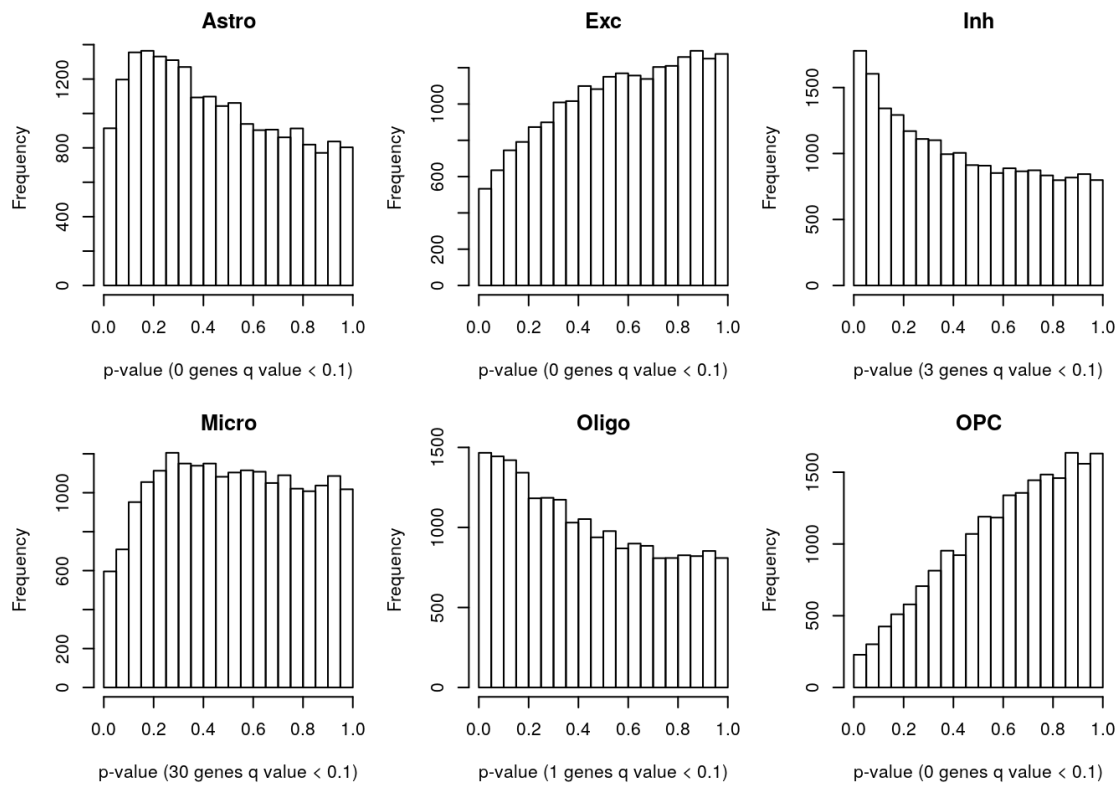 Astro
Frequency
0 400 800 1200
0.0 0.2 0.4 0.6 0.8 1.0
p-value (0 genes q value < 0.1)
Exc
Frequency
0 200 600 1000
0.0 0.2 0.4 0.6 0.8 1.0
p-value (0 genes q value < 0.1)
Inh
Frequency
0 500 1000 1500
0.0 0.2 0.4 0.6 0.8 1.0
p-value (3 genes q value < 0.1)
Micro
Frequency
0 200 600 1000
0.0 0.2 0.4 0.6 0.8 1.0
p-value (30 genes q value < 0.1)
Oligo
Frequency
0 500 1000 1500
0.0 0.2 0.4 0.6 0.8 1.0
p-value (1 genes q value < 0.1)
OPC
Frequency
0 500 1000 1500
0.0 0.2 0.4 0.6 0.8 1.0
p-value (0 genes q value < 0.1)